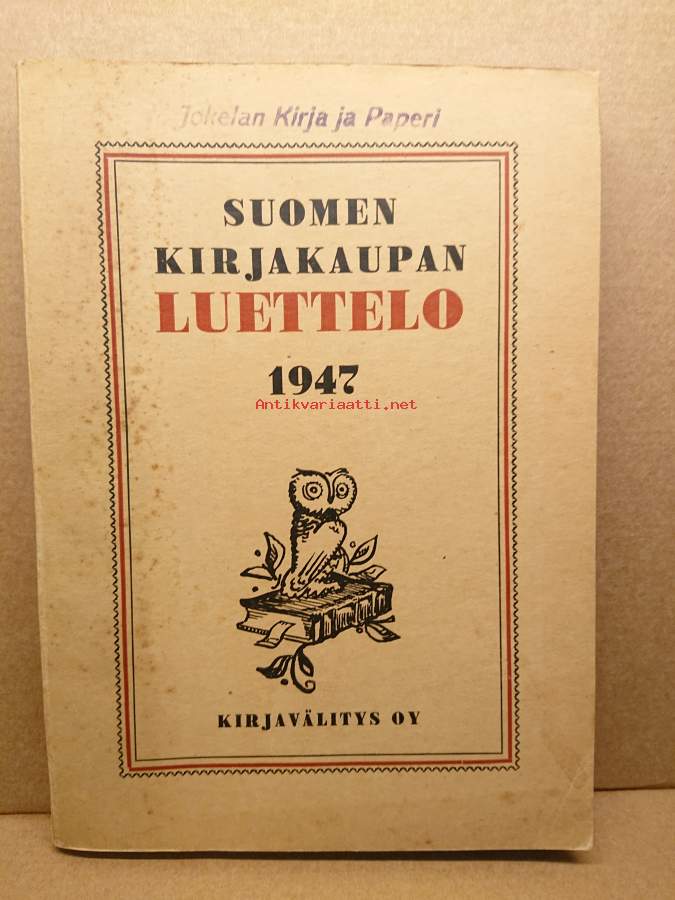 Jokelan Kirja ja Paperi
SUOMEN
KIRJAKAUPAN
LUETTELO
1947
Antikvariaatti.net
KIRJAVÄLITYS OY